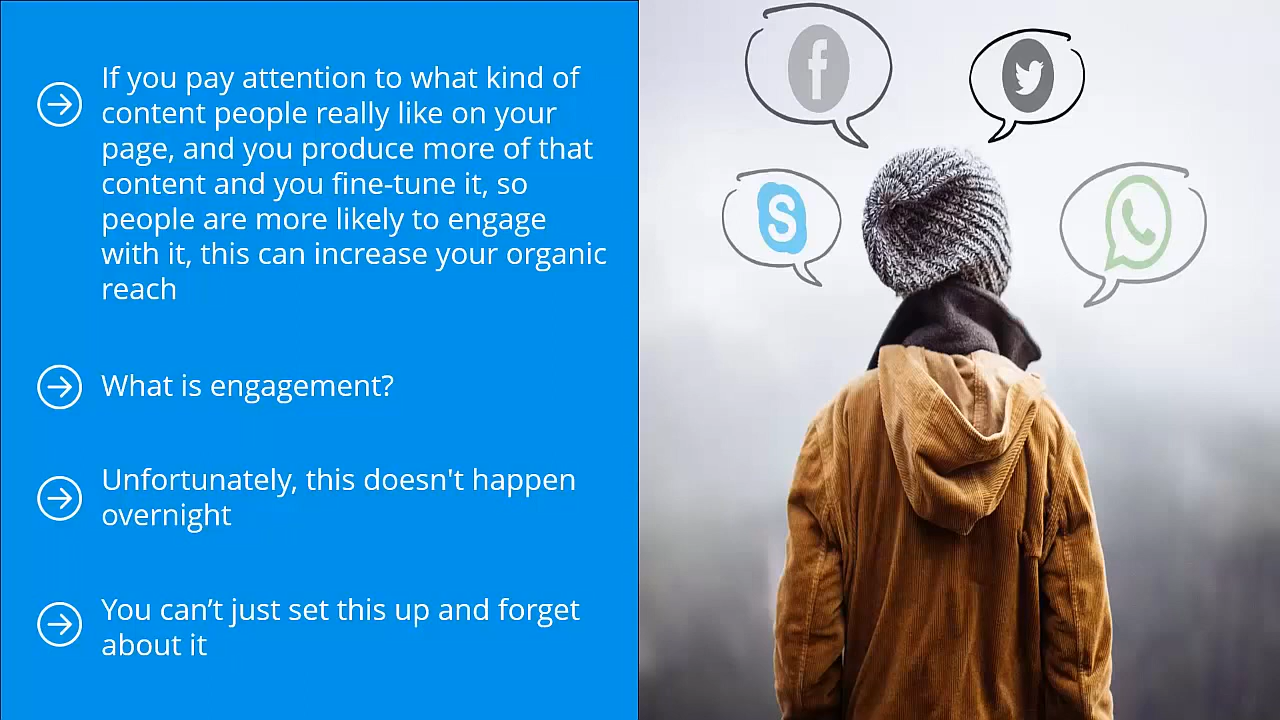 If you pay attention to what kind of
content people really like on your
page, and you produce more of that
content and you fine-tune it, so
people are more likely to engage
with it, this can increase your organic
reach
What is engagement?
Unfortunately, this doesn't happen
overnight
You can’t just set this up and forget
about it